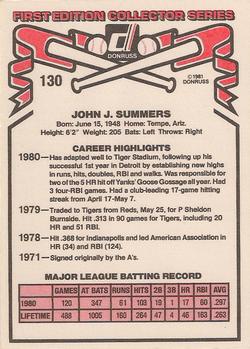 FIRST EDITION COLLECTOR SERIES
DONRUSS
130
©1981
DONRUSS
JOHN J. SUMMERS
Born: June 15, 1948 Home: Tempe, Ariz.
Height: 6'2" Weight: 205 Bats: Left Throws: Right
CAREER HIGHLIGHTS
1980—Has adapted well to Tiger Stadium, following up his
successful 1st year in Detroit by establishing new highs
in runs, hits, doubles, RBI and walks. Was responsible for
two of the 5 HR hit off Yanks' Goose Gossage all year. Had
3 four-RBI games. Had a club-leading 17-game hitting
streak from April 17-May 7.
1979—Traded to Tigers from Reds, May 25, for P Sheldon
Burnside. Hit .313 in 90 games for Tigers, including 20
HR and 51 RBI.
1978—Hit .368 for Indianapolis and led American Association
in HR (34) and RBI (124).
1971—Signed originally by the A's.
MAJOR LEAGUE BATTING RECORD
GAMES AT BATS RUNS HITS 2B 3B HR RBI AVG
1980 120 347 61 103 19 1 17 60 .297
LIFETIME 488 1005 160 264 47 4 46 163 .263